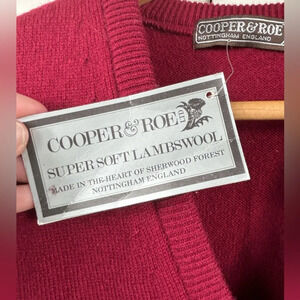 COOPER&ROE
NOTTINGHAM ENGLAND
COOPER&ROE
SUPER SOFT LAMBSWOOL
MADE IN THE HEART OF SHERWOOD FOREST
NOTTINGHAM ENGLAND